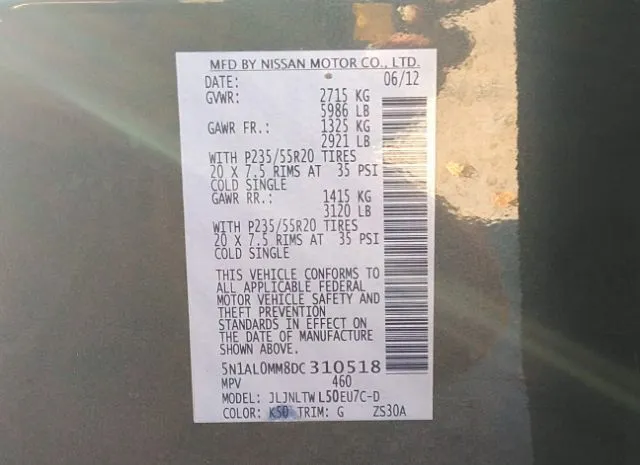 MFD BY NISSAN MOTOR CO., LTD.
DATE: 06/12
GVWR: 2715 KG
5986 LB
GAWR FR.: 1325 KG
2921 LB
WITH P235/55R20 TIRES
20 X 7.5 RIMS AT 35 PSI
COLD SINGLE
GAWR RR.: 1415 KG
3120 LB
WITH P235/55R20 TIRES
20 X 7.5 RIMS AT 35 PSI
COLD SINGLE
THIS VEHICLE CONFORMS TO
ALL APPLICABLE FEDERAL
MOTOR VEHICLE SAFETY AND
THEFT PREVENTION
STANDARDS IN EFFECT ON
THE DATE OF MANUFACTURE
SHOWN ABOVE.
5N1AL0MM8DC310518
MPV 460
MODEL: JLJNLTWL50EU7C-D
COLOR: K50 TRIM: G ZS30A